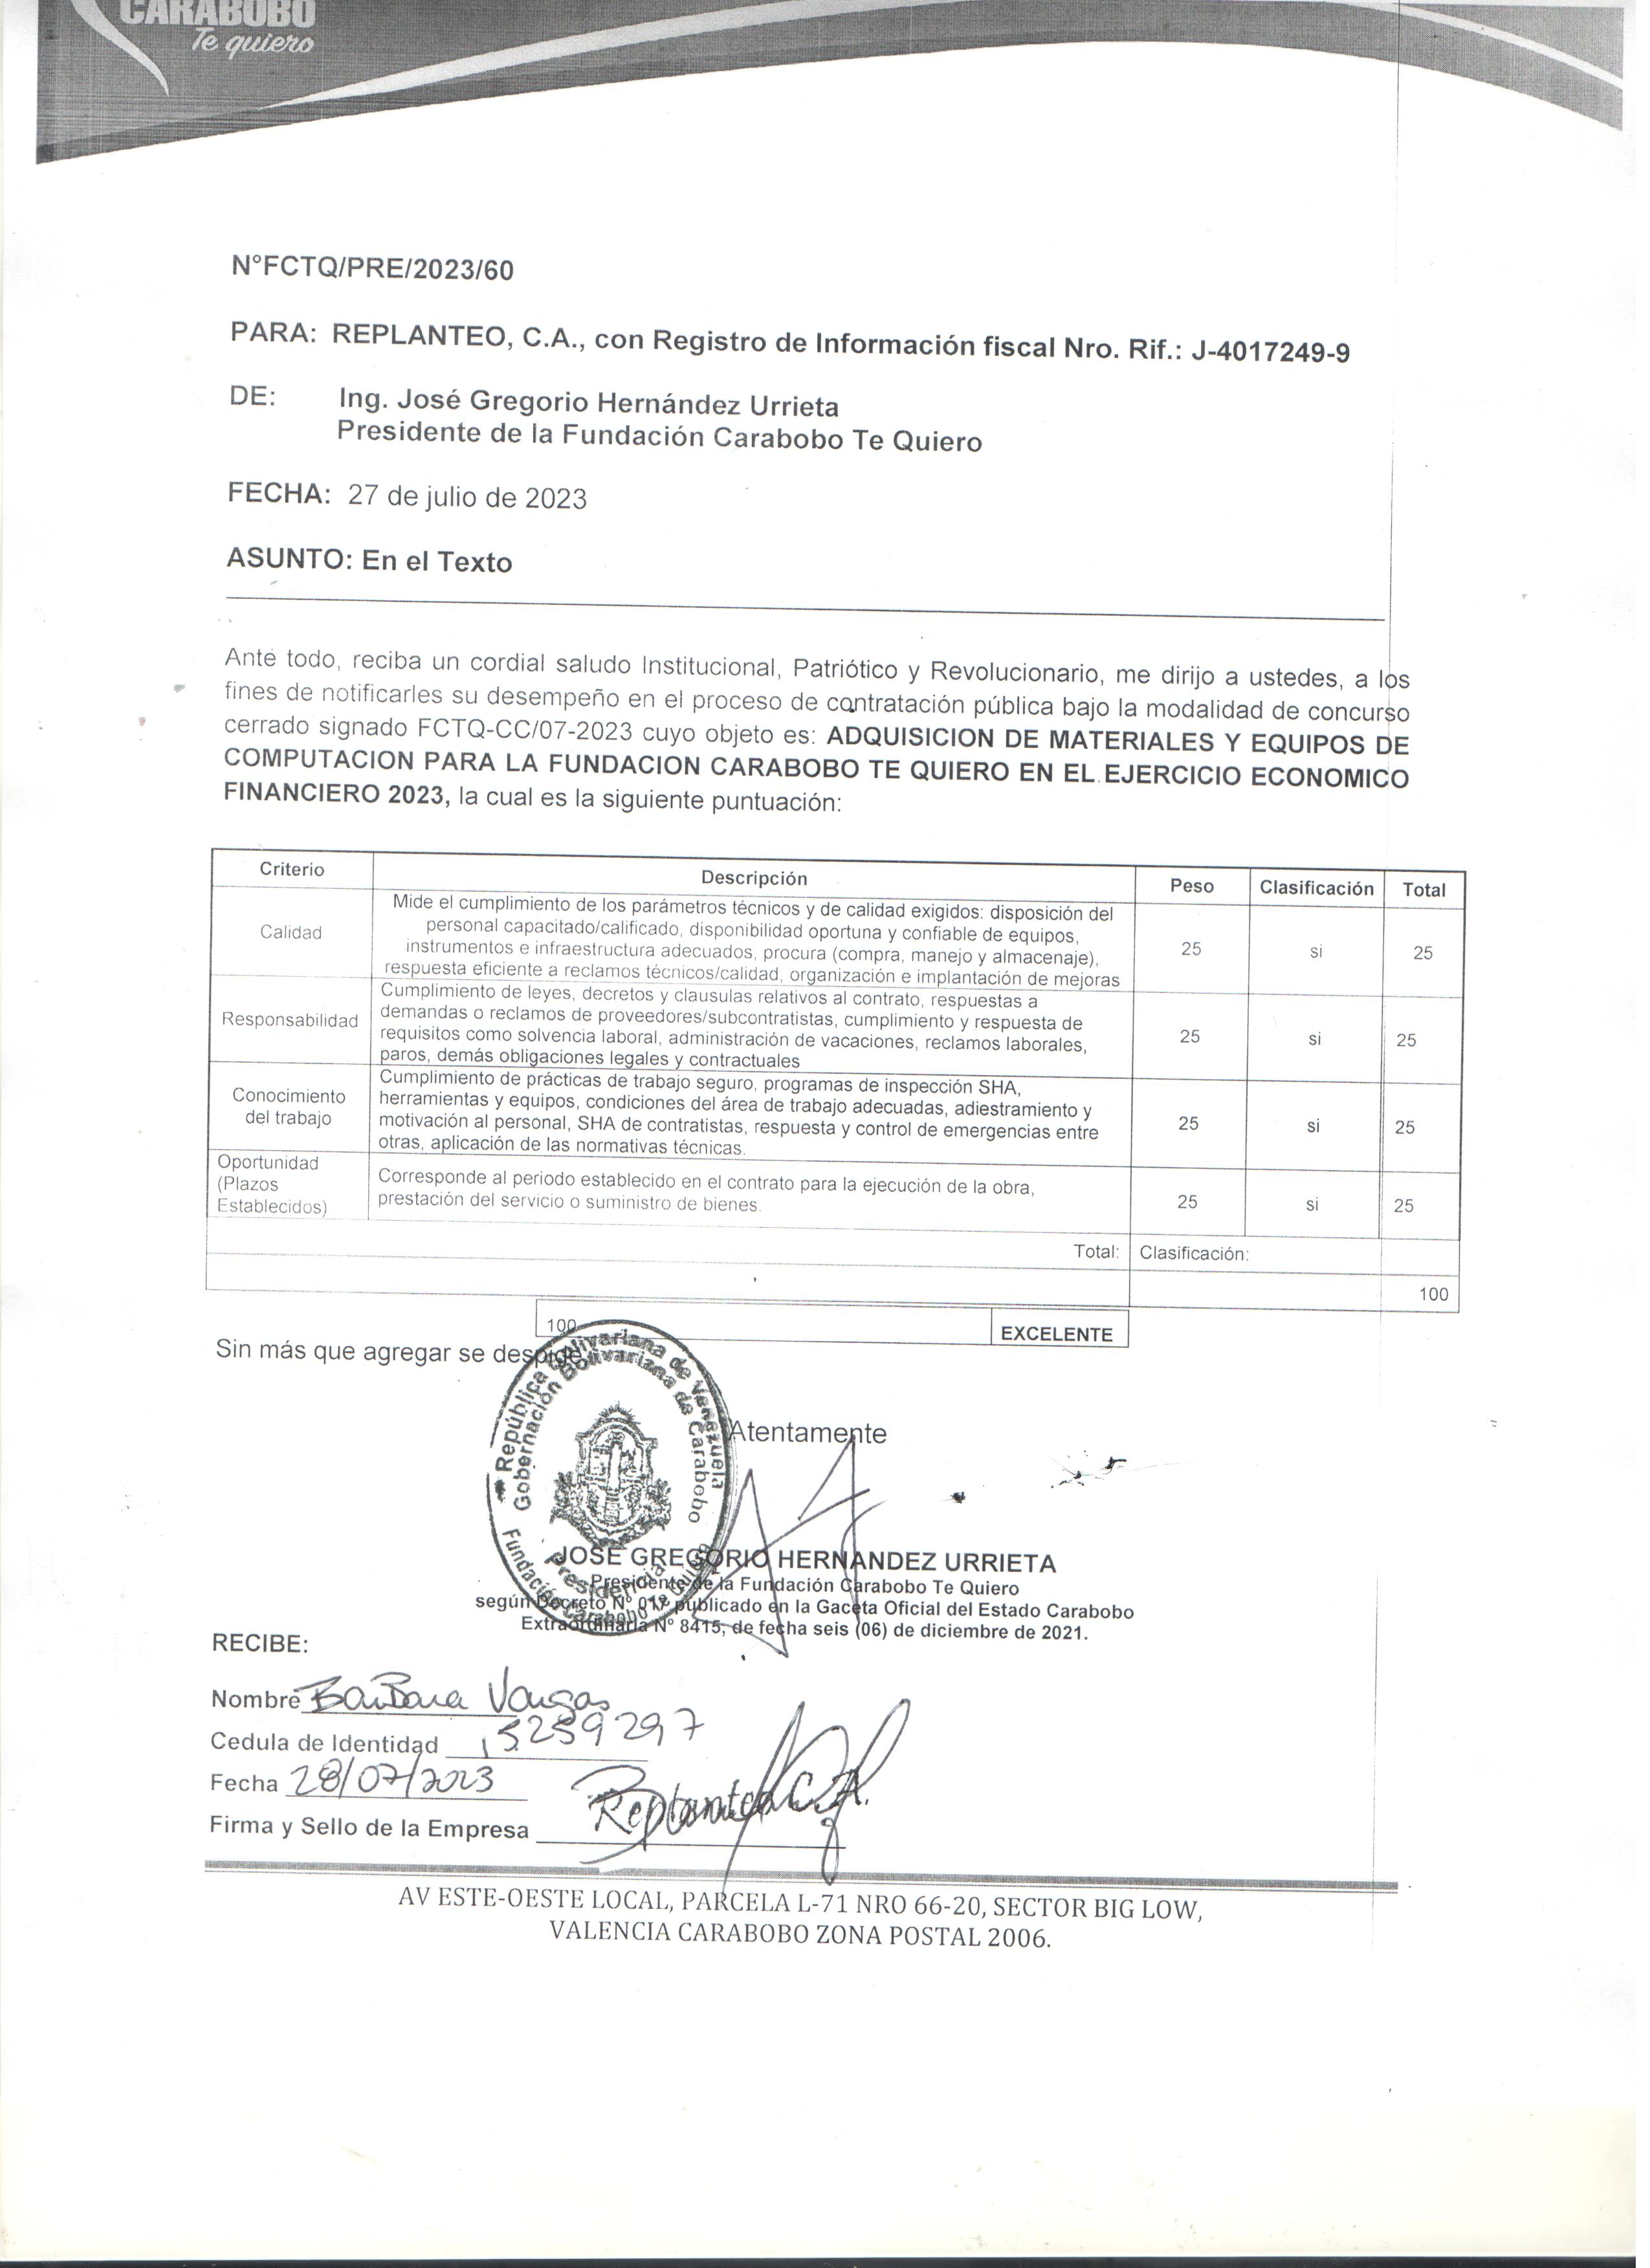 CARABOBO
Te quiero
N°FCTQ/PRE/2023/60
PARA: REPLANTEO, C.A., con Registro de Información fiscal Nro. Rif.: J-4017249-9
DE: Ing. José Gregorio Hernández Urrieta
Presidente de la Fundación Carabobo Te Quiero
FECHA: 27 de julio de 2023
ASUNTO: En el Texto
Ante todo, reciba un cordial saludo Institucional, Patriótico y Revolucionario, me dirijo a ustedes, a los
fines de notificarles su desempeño en el proceso de contratación pública bajo la modalidad de concurso
cerrado signado FCTQ-CC/07-2023 cuyo objeto es: ADQUISICION DE MATERIALES Y EQUIPOS DE
COMPUTACION PARA LA FUNDACION CARABOBO TE QUIERO EN EL EJERCICIO ECONOMICO
FINANCIERO 2023, la cual es la siguiente puntuación:
Criterio Descripción Peso Clasificación Total
Calidad
Mide el cumplimiento de los parámetros técnicos y de calidad exigidos: disposición del
personal capacitado/calificado, disponibilidad oportuna y confiable de equipos,
instrumentos e infraestructura adecuados, procura (compra, manejo y almacenaje),
respuesta eficiente a reclamos técnicos/calidad, organización e implantación de mejoras
25 si 25
Responsabilidad
Cumplimiento de leyes, decretos y clausulas relativos al contrato, respuestas a
demandas o reclamos de proveedores/subcontratistas, cumplimiento y respuesta de
requisitos como solvencia laboral, administración de vacaciones, reclamos laborales,
paros, demás obligaciones legales y contractuales
25 si 25
Conocimiento
del trabajo
Cumplimiento de prácticas de trabajo seguro, programas de inspección SHA,
herramientas y equipos, condiciones del área de trabajo adecuadas, adiestramiento y
motivación al personal, SHA de contratistas, respuesta y control de emergencias entre
otras, aplicación de las normativas técnicas.
25 si 25
Oportunidad
(Plazos
Establecidos)
Corresponde al periodo establecido en el contrato para la ejecución de la obra,
prestación del servicio o suministro de bienes.
25 si 25
Total: Clasificación:
100
100 EXCELENTE
Sin más que agregar se despide
República Bolivariana de Venezuela
Gobernación Bolivariana de Carabobo
Fundación Carabobo Te Quiero
Presidencia
Atentamente
JOSE GREGORIO HERNANDEZ URRIETA
Presidente de la Fundación Carabobo Te Quiero
según Decreto N° 017 publicado en la Gaceta Oficial del Estado Carabobo
Extraordinaria N° 8415, de fecha seis (06) de diciembre de 2021.
RECIBE:
Nombre BarBara Vargas
Cedula de Identidad 15259297
Fecha 28/07/2023
Firma y Sello de la Empresa Replanteo C.A.
AV ESTE-OESTE LOCAL, PARCELA L-71 NRO 66-20, SECTOR BIG LOW,
VALENCIA CARABOBO ZONA POSTAL 2006.